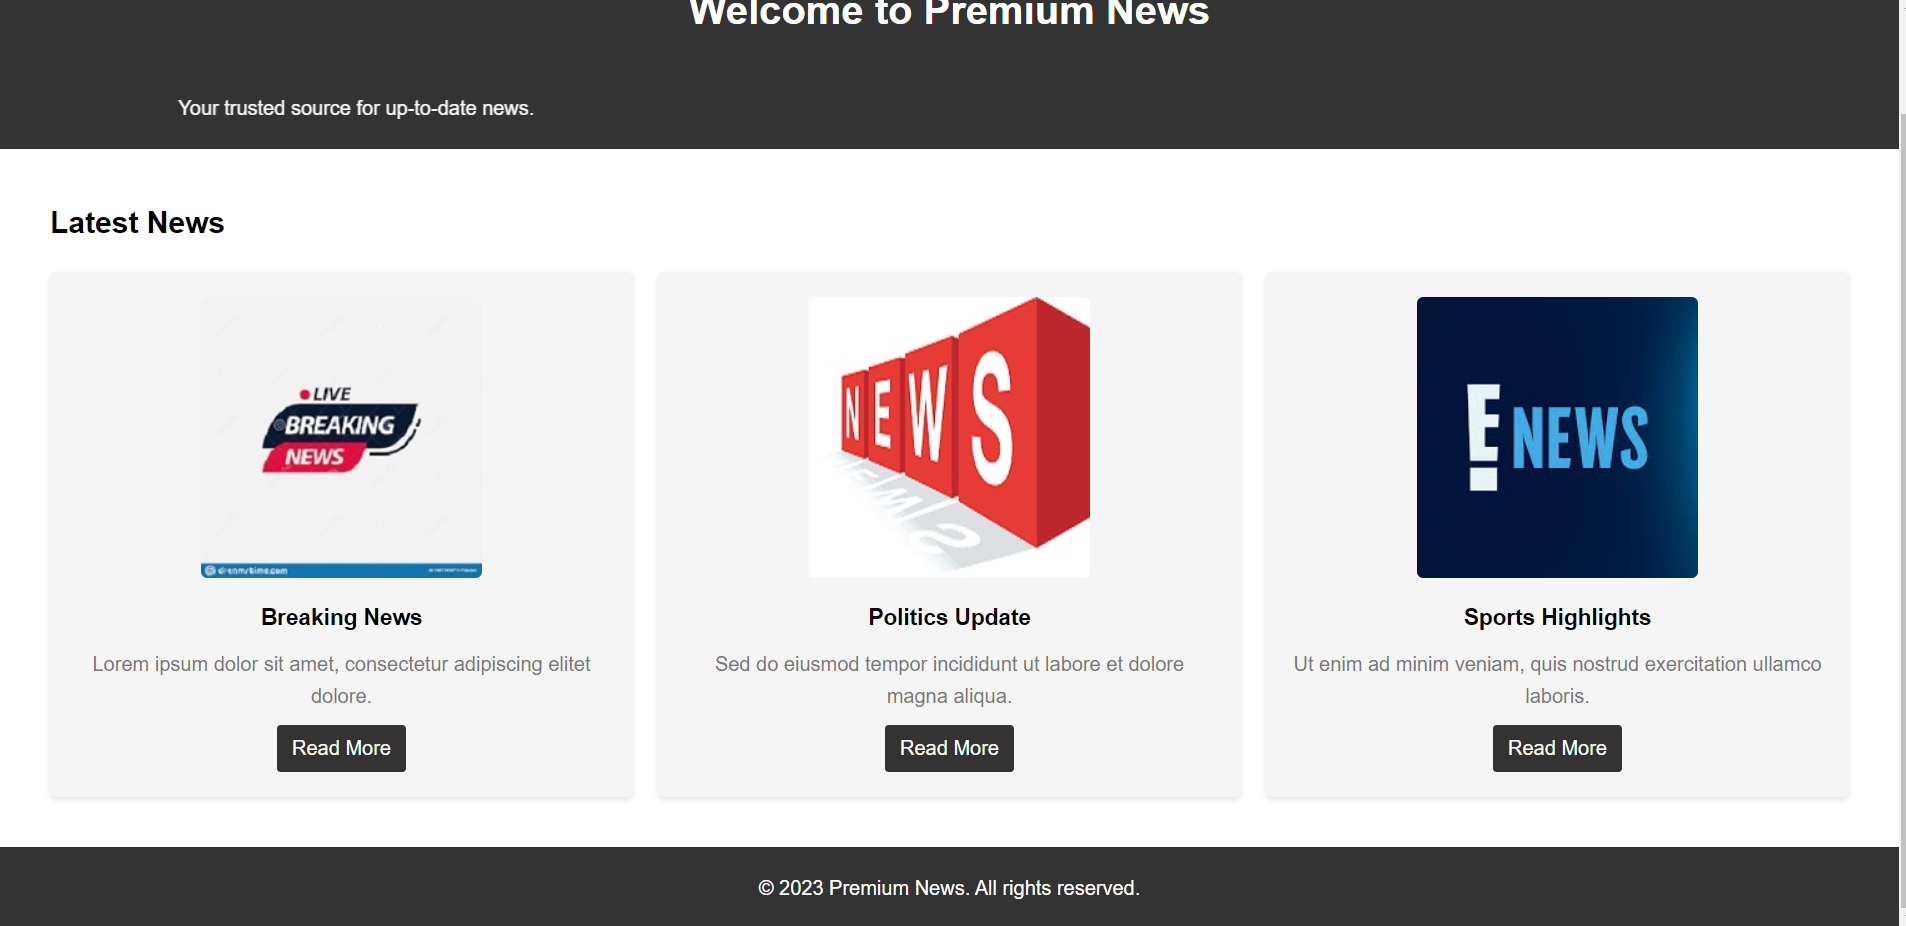 Welcome to Premium News
Your trusted source for up-to-date news.
Latest News
LIVE
BREAKING
NEWS
dreamstime.com
NEWS
E NEWS
Breaking News
Politics Update
Sports Highlights
Lorem ipsum dolor sit amet, consectetur adipiscing elitet
dolore.
Sed do eiusmod tempor incididunt ut labore et dolore
magna aliqua.
Ut enim ad minim veniam, quis nostrud exercitation ullamco
laboris.
Read More
Read More
Read More
© 2023 Premium News. All rights reserved.